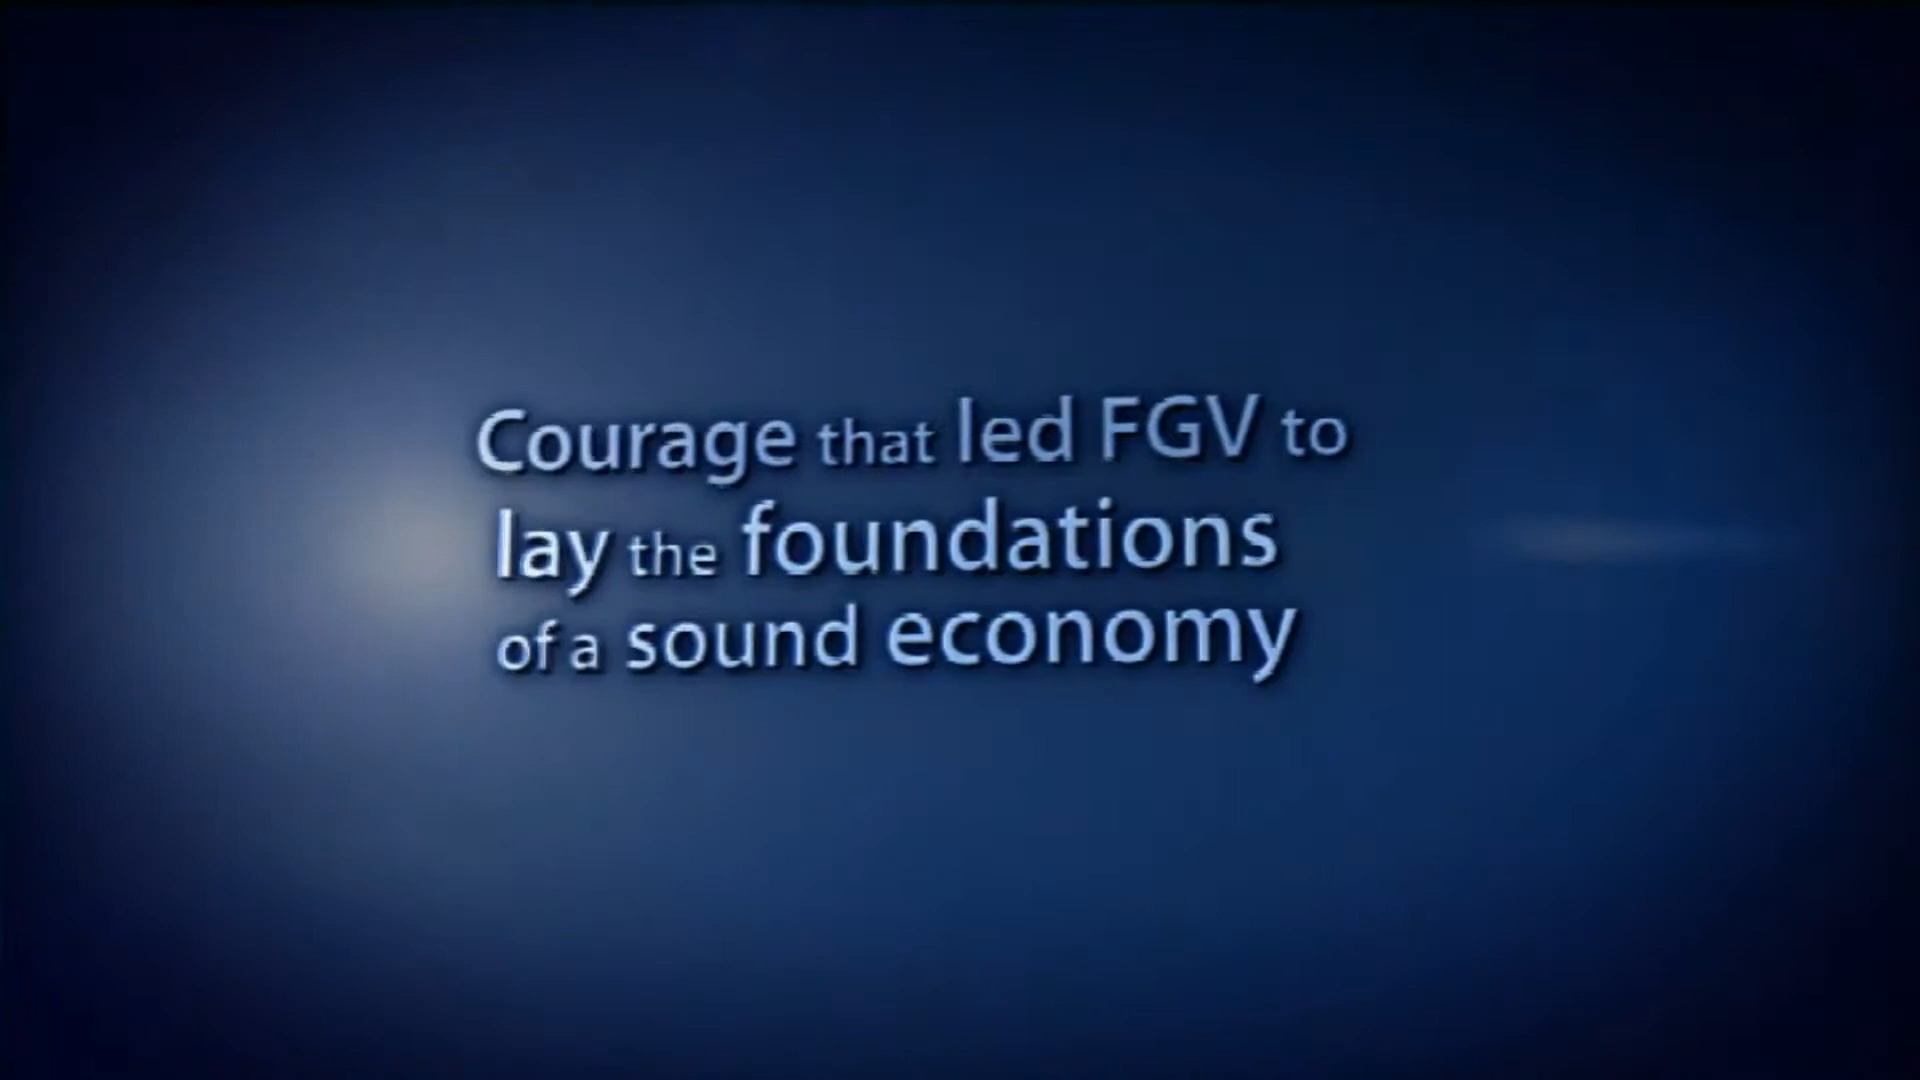 Courage that led FGV to
lay the foundations
of a sound economy